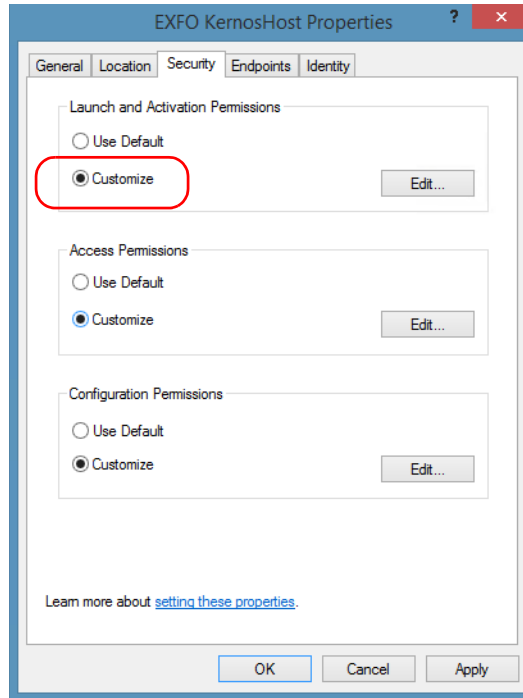 EXFO KernosHost Properties ? ×
General Location Security Endpoints Identity
Launch and Activation Permissions
Use Default
Customize Edit...
Access Permissions
Use Default
Customize Edit...
Configuration Permissions
Use Default
Customize Edit...
Learn more about setting these properties.
OK Cancel Apply